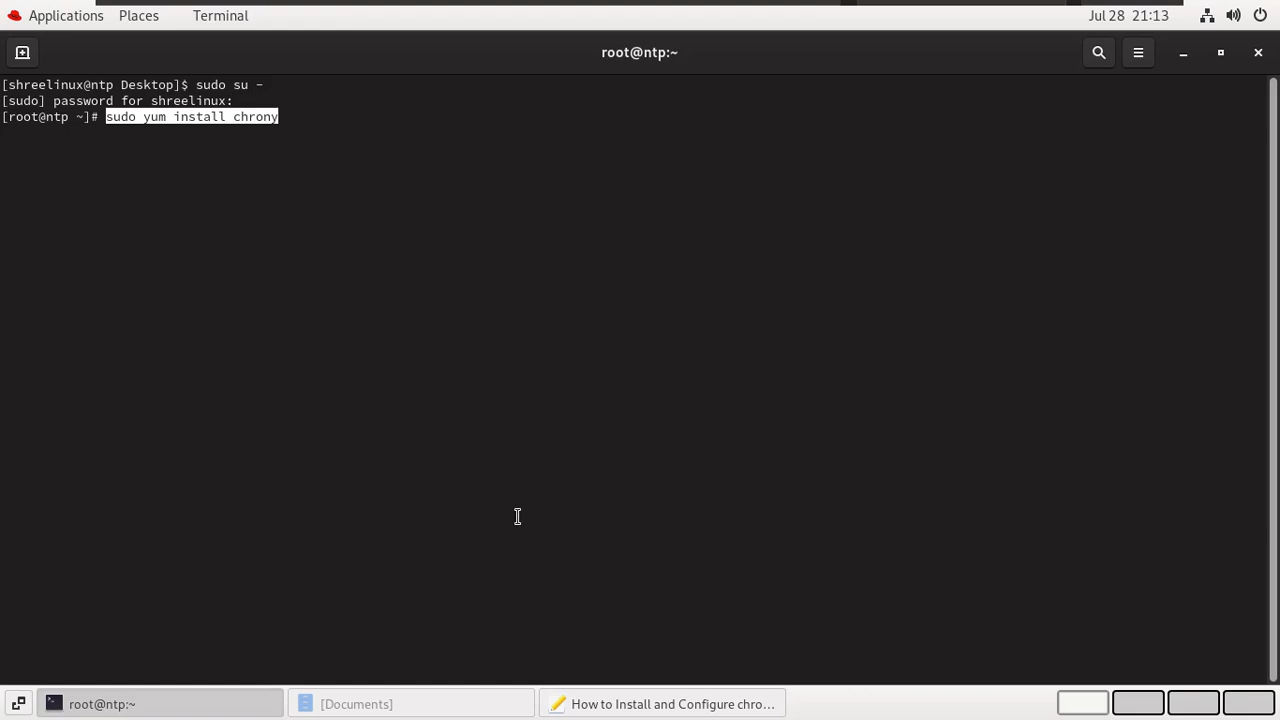 Applications Places Terminal Jul 28 21:13
root@ntp:~
[shreelinux@ntp Desktop]$ sudo su -
[sudo] password for shreelinux:
[root@ntp ~]# sudo yum install chrony
root@ntp:~ [Documents] How to Install and Configure chro...